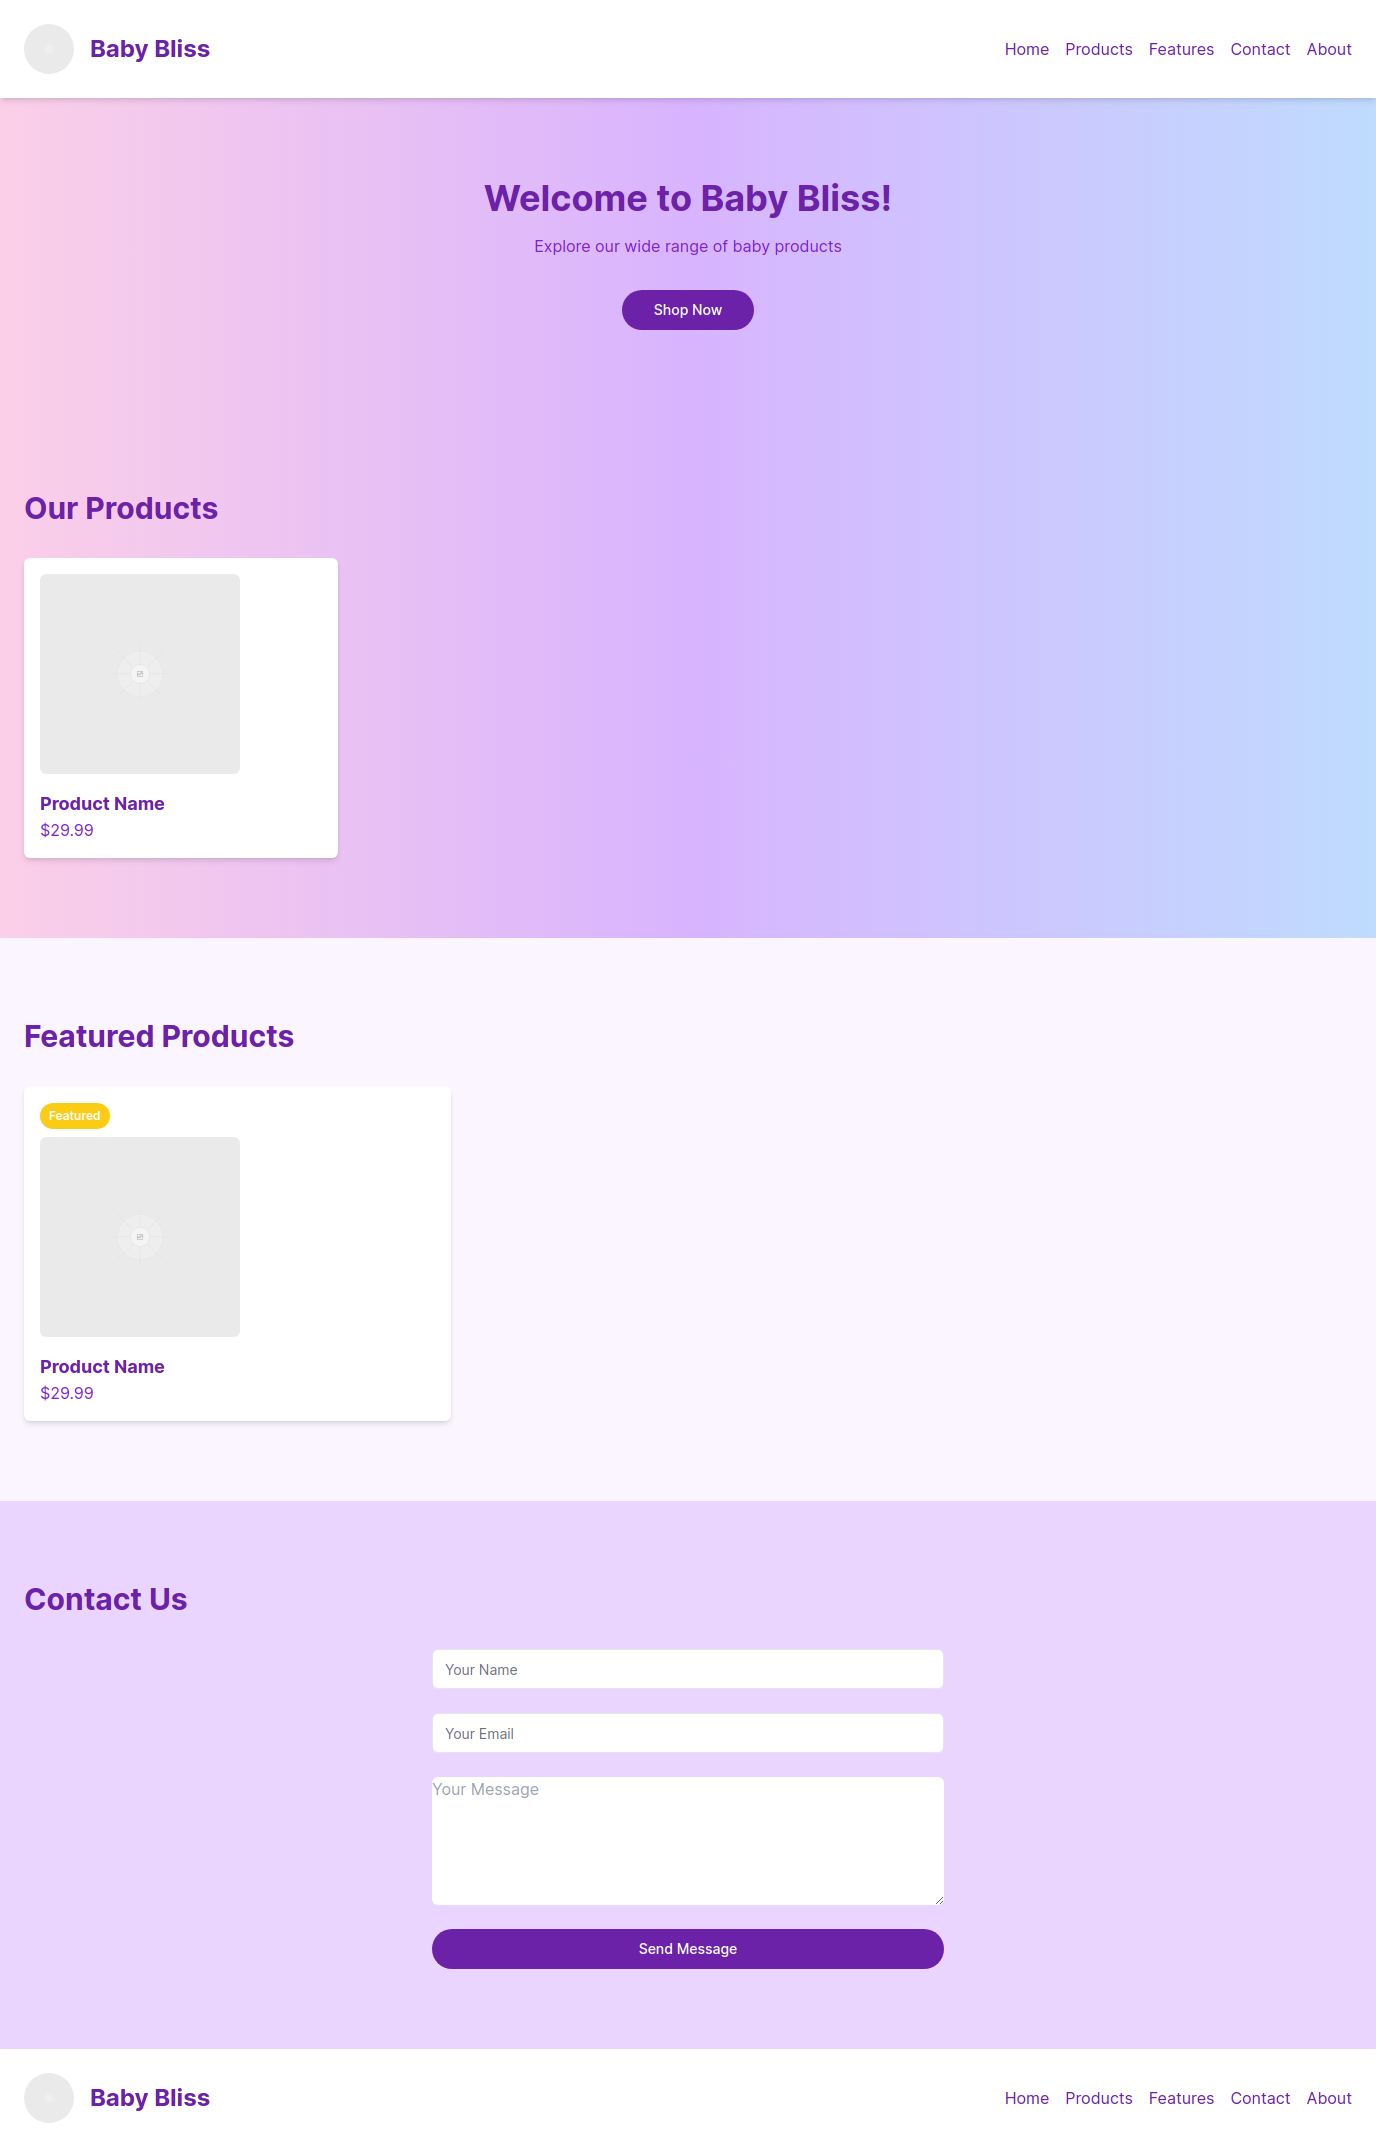 Baby Bliss
Home Products Features Contact About
Welcome to Baby Bliss!
Explore our wide range of baby products
Shop Now
Our Products
Product Name
$29.99
Featured Products
Featured
Product Name
$29.99
Contact Us
Your Name
Your Email
Your Message
Send Message
Baby Bliss
Home Products Features Contact About